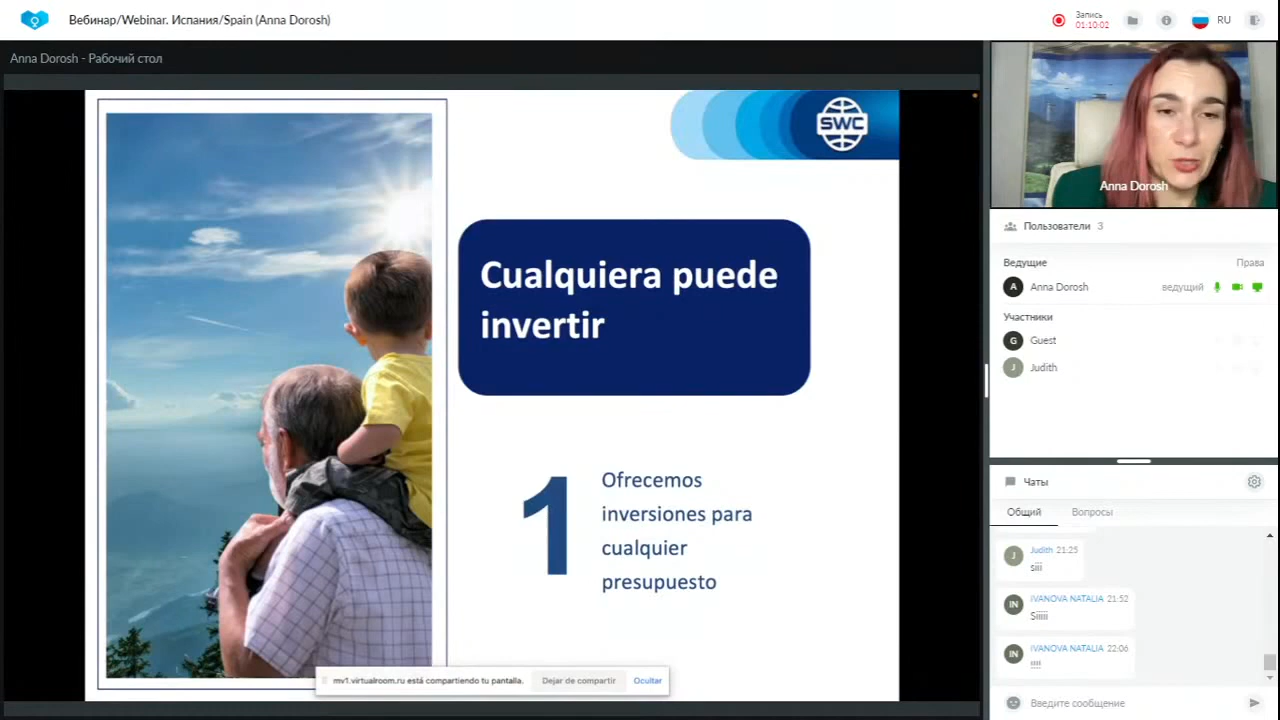 Вебинар/Webinar. Испания/Spain (Anna Dorosh)
Запись
01:10:02
RU
Anna Dorosh - Рабочий стол
SWC
Cualquiera puede
invertir
1
Ofrecemos
inversiones para
cualquier
presupuesto
mv1.virtualroom.ru está compartiendo tu pantalla.
Dejar de compartir
Ocultar
Anna Dorosh
Пользователи 3
Ведущие
Права
A
Anna Dorosh
ведущий
Участники
G
Guest
J
Judith
Чаты
Общий
Вопросы
J
Judith 21:25
siii
IN
IVANOVA NATALIA 21:52
Siiiii
IN
IVANOVA NATALIA 22:06
!!!!
Введите сообщение